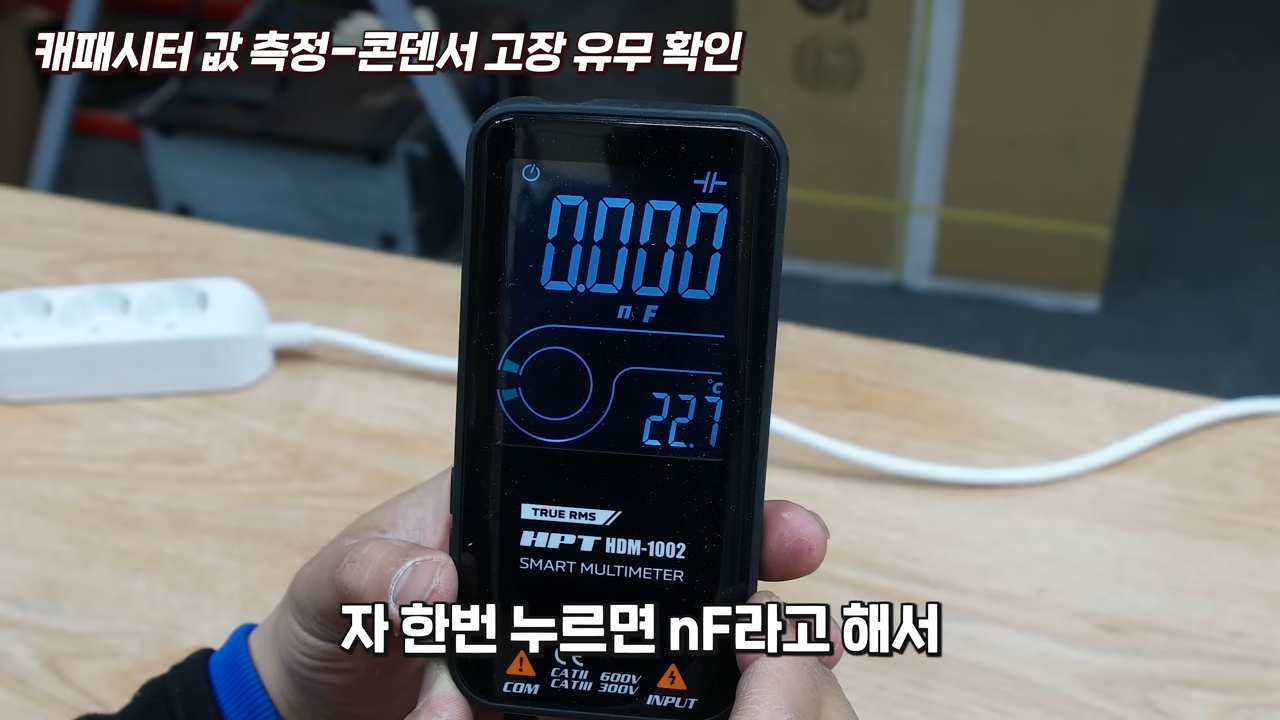 캐패시터 값 측정-콘덴서 고장 유무 확인
0.000
nF
°C
22.7
TRUE RMS
HPT HDM-1002
SMART MULTIMETER
자 한번 누르면 nF라고 해서
CATII 600V
CATIII 300V
COM
INPUT